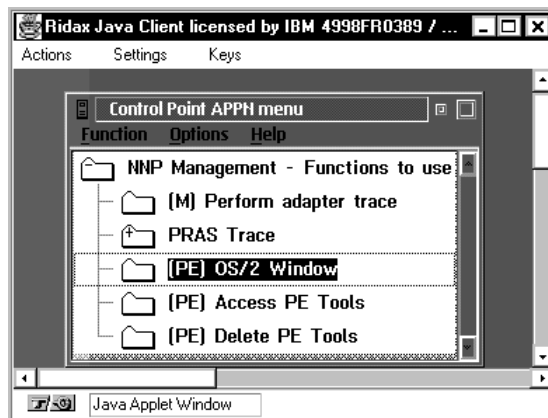 Ridax Java Client licensed by IBM 4998FR0389 / ...
Actions Settings Keys
Control Point APPN menu
Function Options Help
NNP Management - Functions to use
(M) Perform adapter trace
PRAS Trace
(PE) OS/2 Window
(PE) Access PE Tools
(PE) Delete PE Tools
Java Applet Window